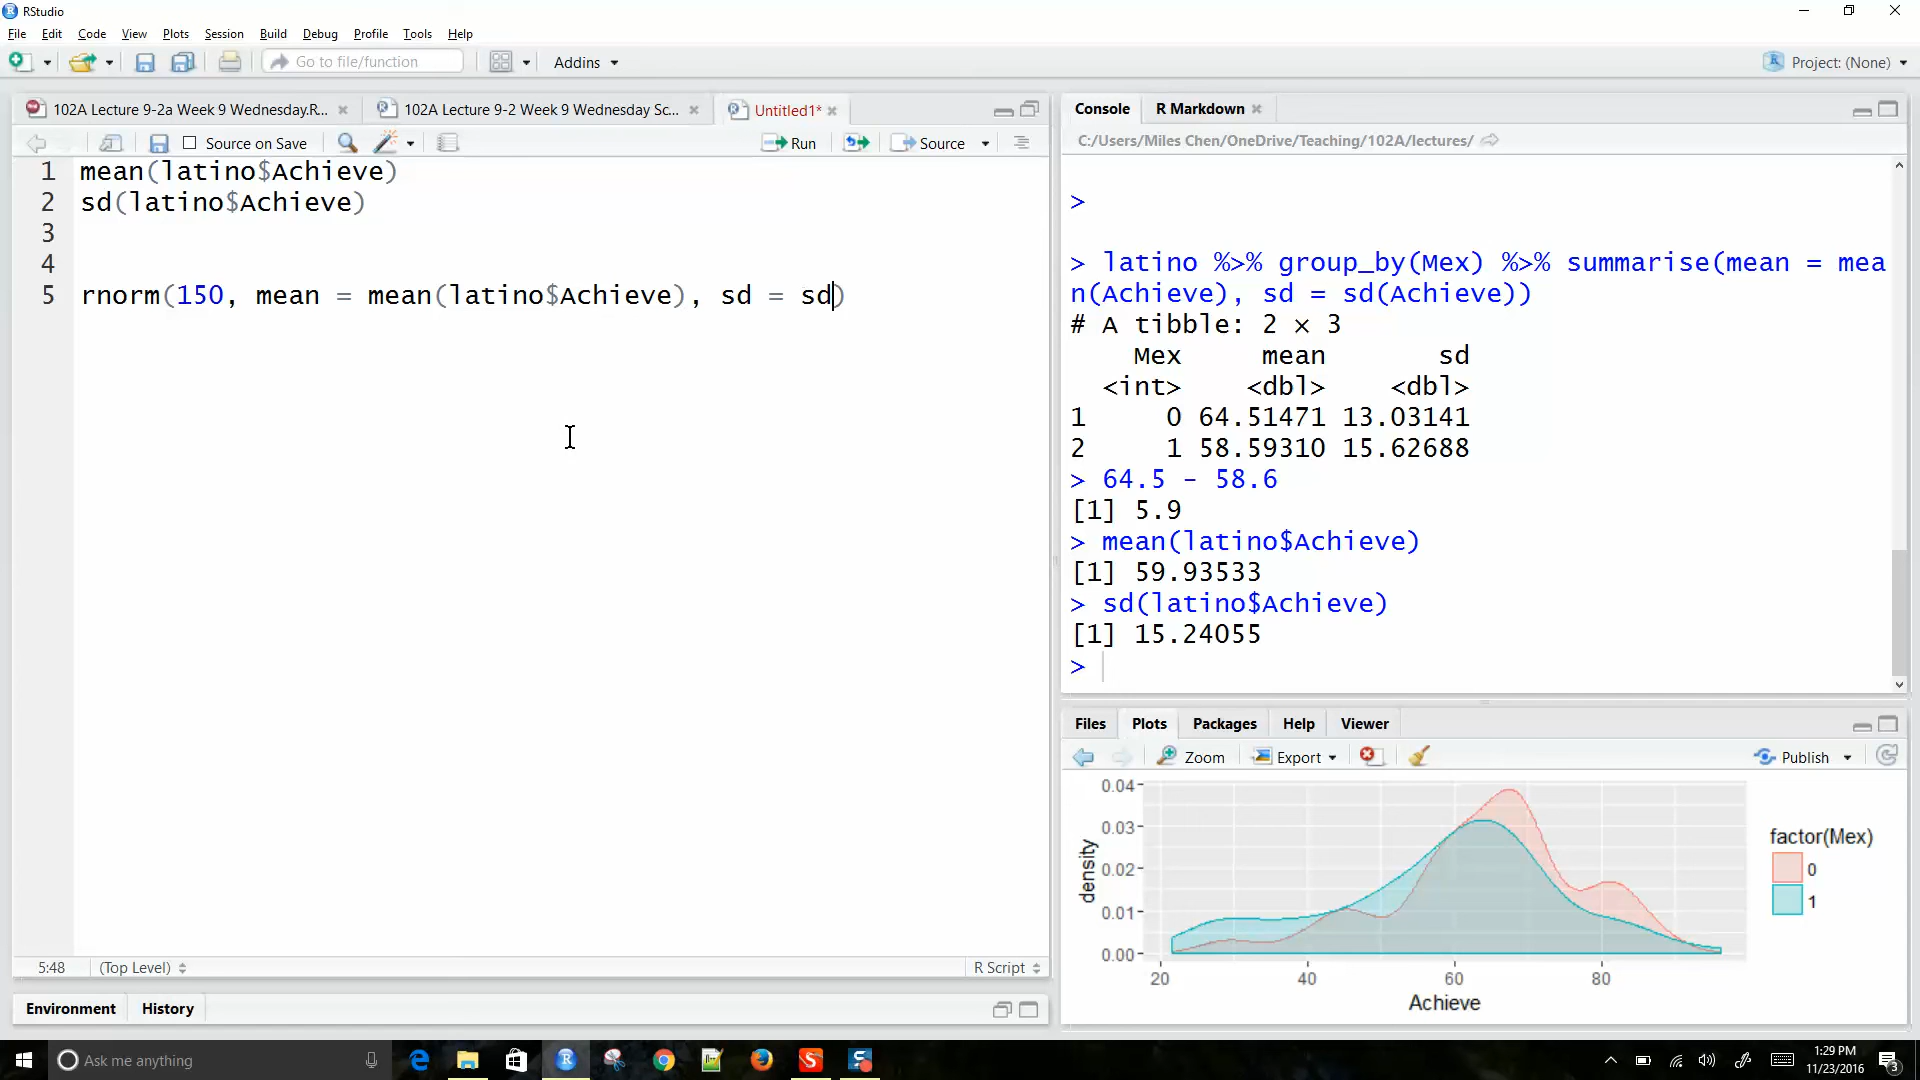 RStudio
File Edit Code View Plots Session Build Debug Profile Tools Help
Go to file/function Addins Project: (None)
102A Lecture 9-2a Week 9 Wednesday.R... 102A Lecture 9-2 Week 9 Wednesday Sc... Untitled1*
Source on Save Run Source
1 mean(latino$Achieve)
2 sd(latino$Achieve)
3
4
5 rnorm(150, mean = mean(latino$Achieve), sd = sd)
5:48 (Top Level) R Script
Environment History
Console R Markdown
C:/Users/Miles Chen/OneDrive/Teaching/102A/lectures/
>
> latino %>% group_by(Mex) %>% summarise(mean = mea
n(Achieve), sd = sd(Achieve))
# A tibble: 2 × 3
Mex mean sd
<int> <dbl> <dbl>
1 0 64.51471 13.03141
2 1 58.59310 15.62688
> 64.5 - 58.6
[1] 5.9
> mean(latino$Achieve)
[1] 59.93533
> sd(latino$Achieve)
[1] 15.24055
>
Files Plots Packages Help Viewer
Zoom Export Publish
0.04
0.03
0.02
0.01
0.00
density
20 40 60 80
Achieve
factor(Mex)
0
1
Ask me anything
1:29 PM
11/23/2016
3